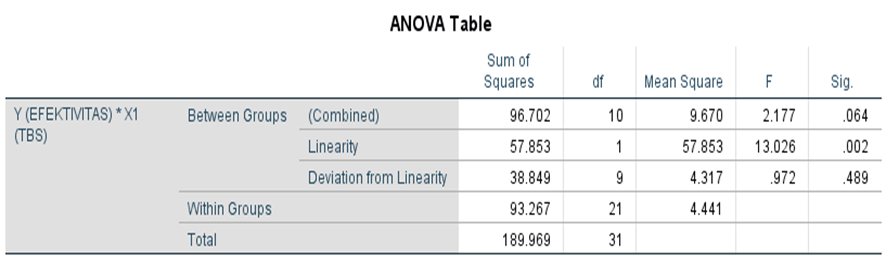 ANOVA Table
Sum of Squares df Mean Square F Sig.
Y (EFEKTIVITAS) * X1 (TBS) Between Groups (Combined) 96.702 10 9.670 2.177 .064
Linearity 57.853 1 57.853 13.026 .002
Deviation from Linearity 38.849 9 4.317 .972 .489
Within Groups 93.267 21 4.441
Total 189.969 31